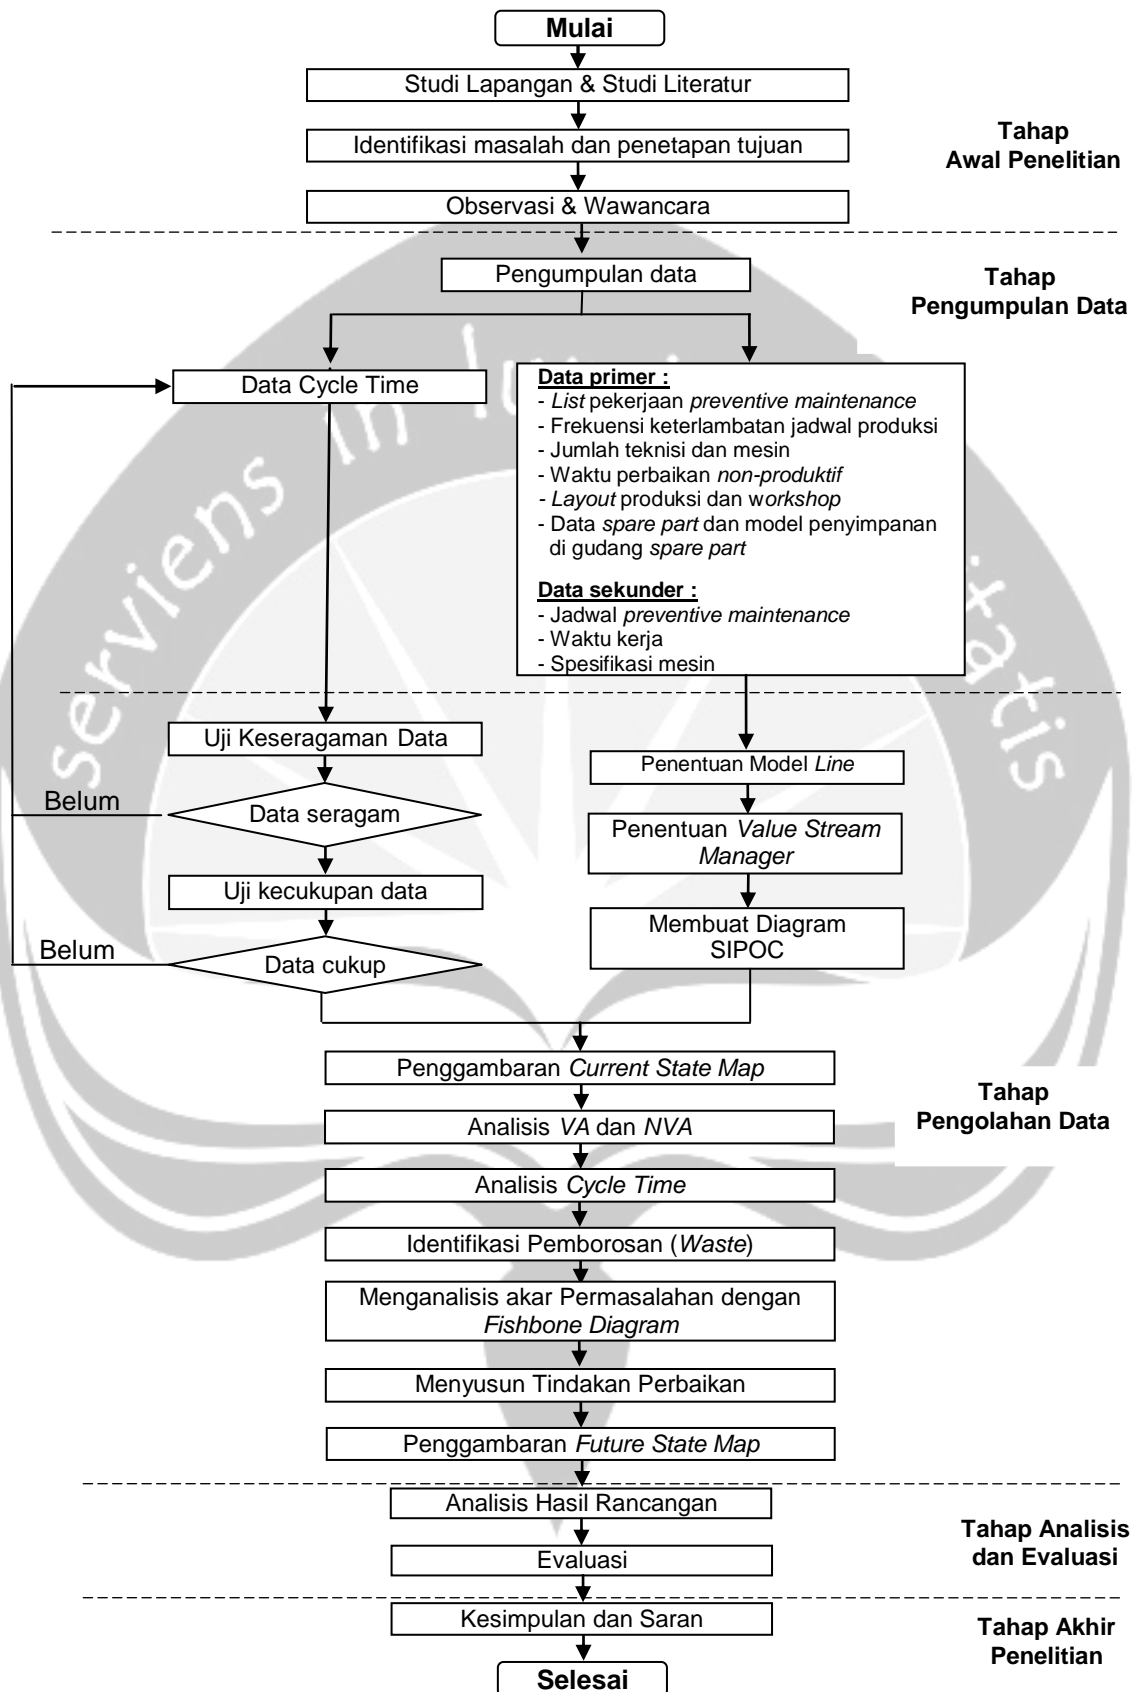 Mulai
Studi Lapangan & Studi Literatur
Identifikasi masalah dan penetapan tujuan
Observasi & Wawancara
Tahap
Awal Penelitian
Pengumpulan data
Tahap
Pengumpulan Data
Data Cycle Time
Data primer :
- List pekerjaan preventive maintenance
- Frekuensi keterlambatan jadwal produksi
- Jumlah teknisi dan mesin
- Waktu perbaikan non-produktif
- Layout produksi dan workshop
- Data spare part dan model penyimpanan
di gudang spare part
Data sekunder :
- Jadwal preventive maintenance
- Waktu kerja
- Spesifikasi mesin
Uji Keseragaman Data
Belum
Data seragam
Uji kecukupan data
Belum
Data cukup
Penentuan Model Line
Penentuan Value Stream
Manager
Membuat Diagram
SIPOC
Penggambaran Current State Map
Analisis VA dan NVA
Analisis Cycle Time
Identifikasi Pemborosan (Waste)
Menganalisis akar Permasalahan dengan
Fishbone Diagram
Menyusun Tindakan Perbaikan
Penggambaran Future State Map
Tahap
Pengolahan Data
Analisis Hasil Rancangan
Evaluasi
Tahap Analisis
dan Evaluasi
Kesimpulan dan Saran
Selesai
Tahap Akhir
Penelitian
serviens in